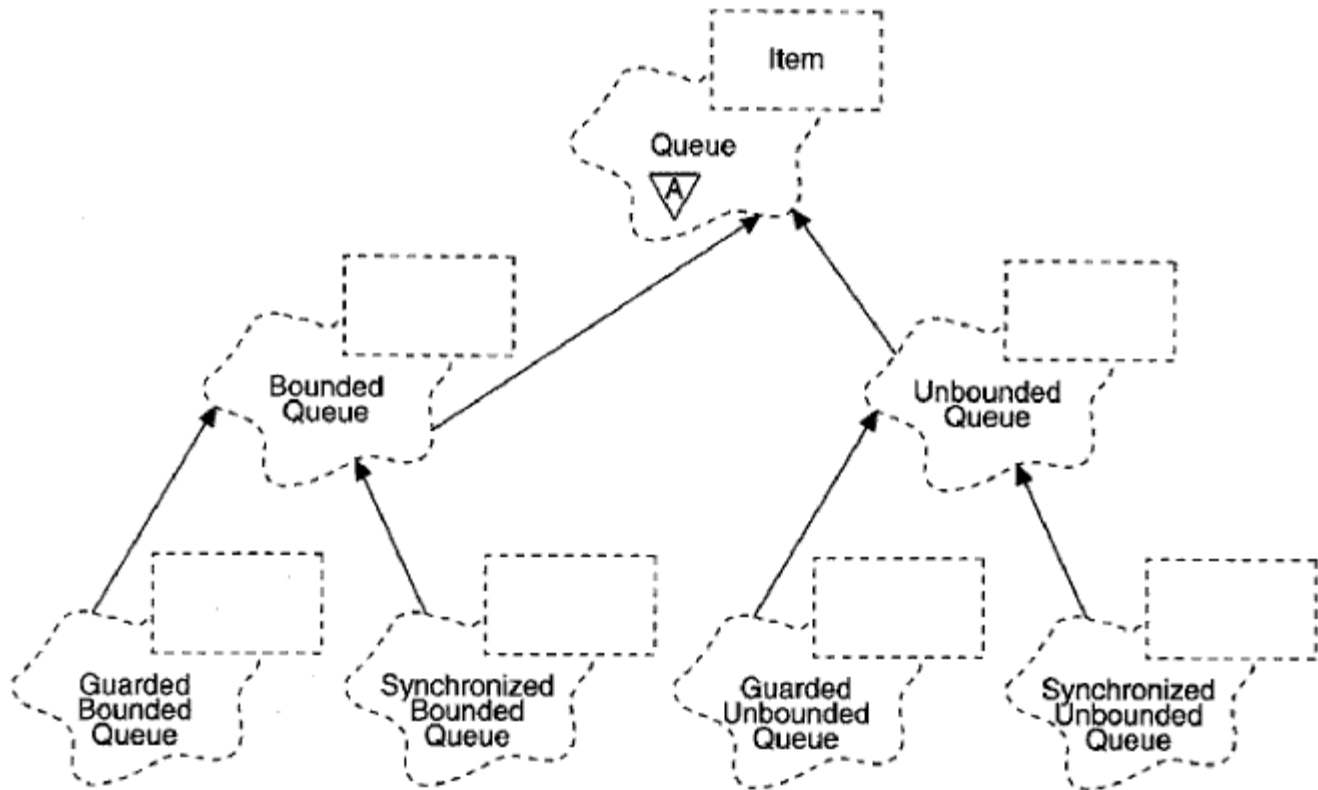 Item
Queue
A
Bounded
Queue
Unbounded
Queue
Guarded
Bounded
Queue
Synchronized
Bounded
Queue
Guarded
Unbounded
Queue
Synchronized
Unbounded
Queue